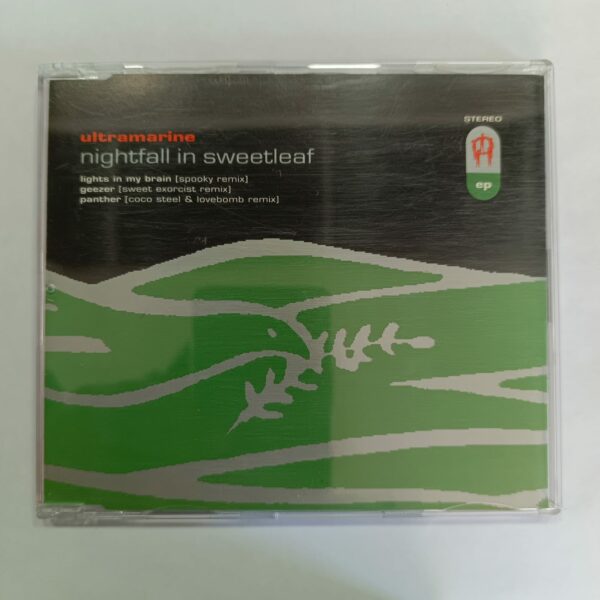 ultramarine
nightfall in sweetleaf
lights in my brain [spooky remix]
geezer [sweet exorcist remix]
panther [coco steel & lovebomb remix]
STEREO
ep